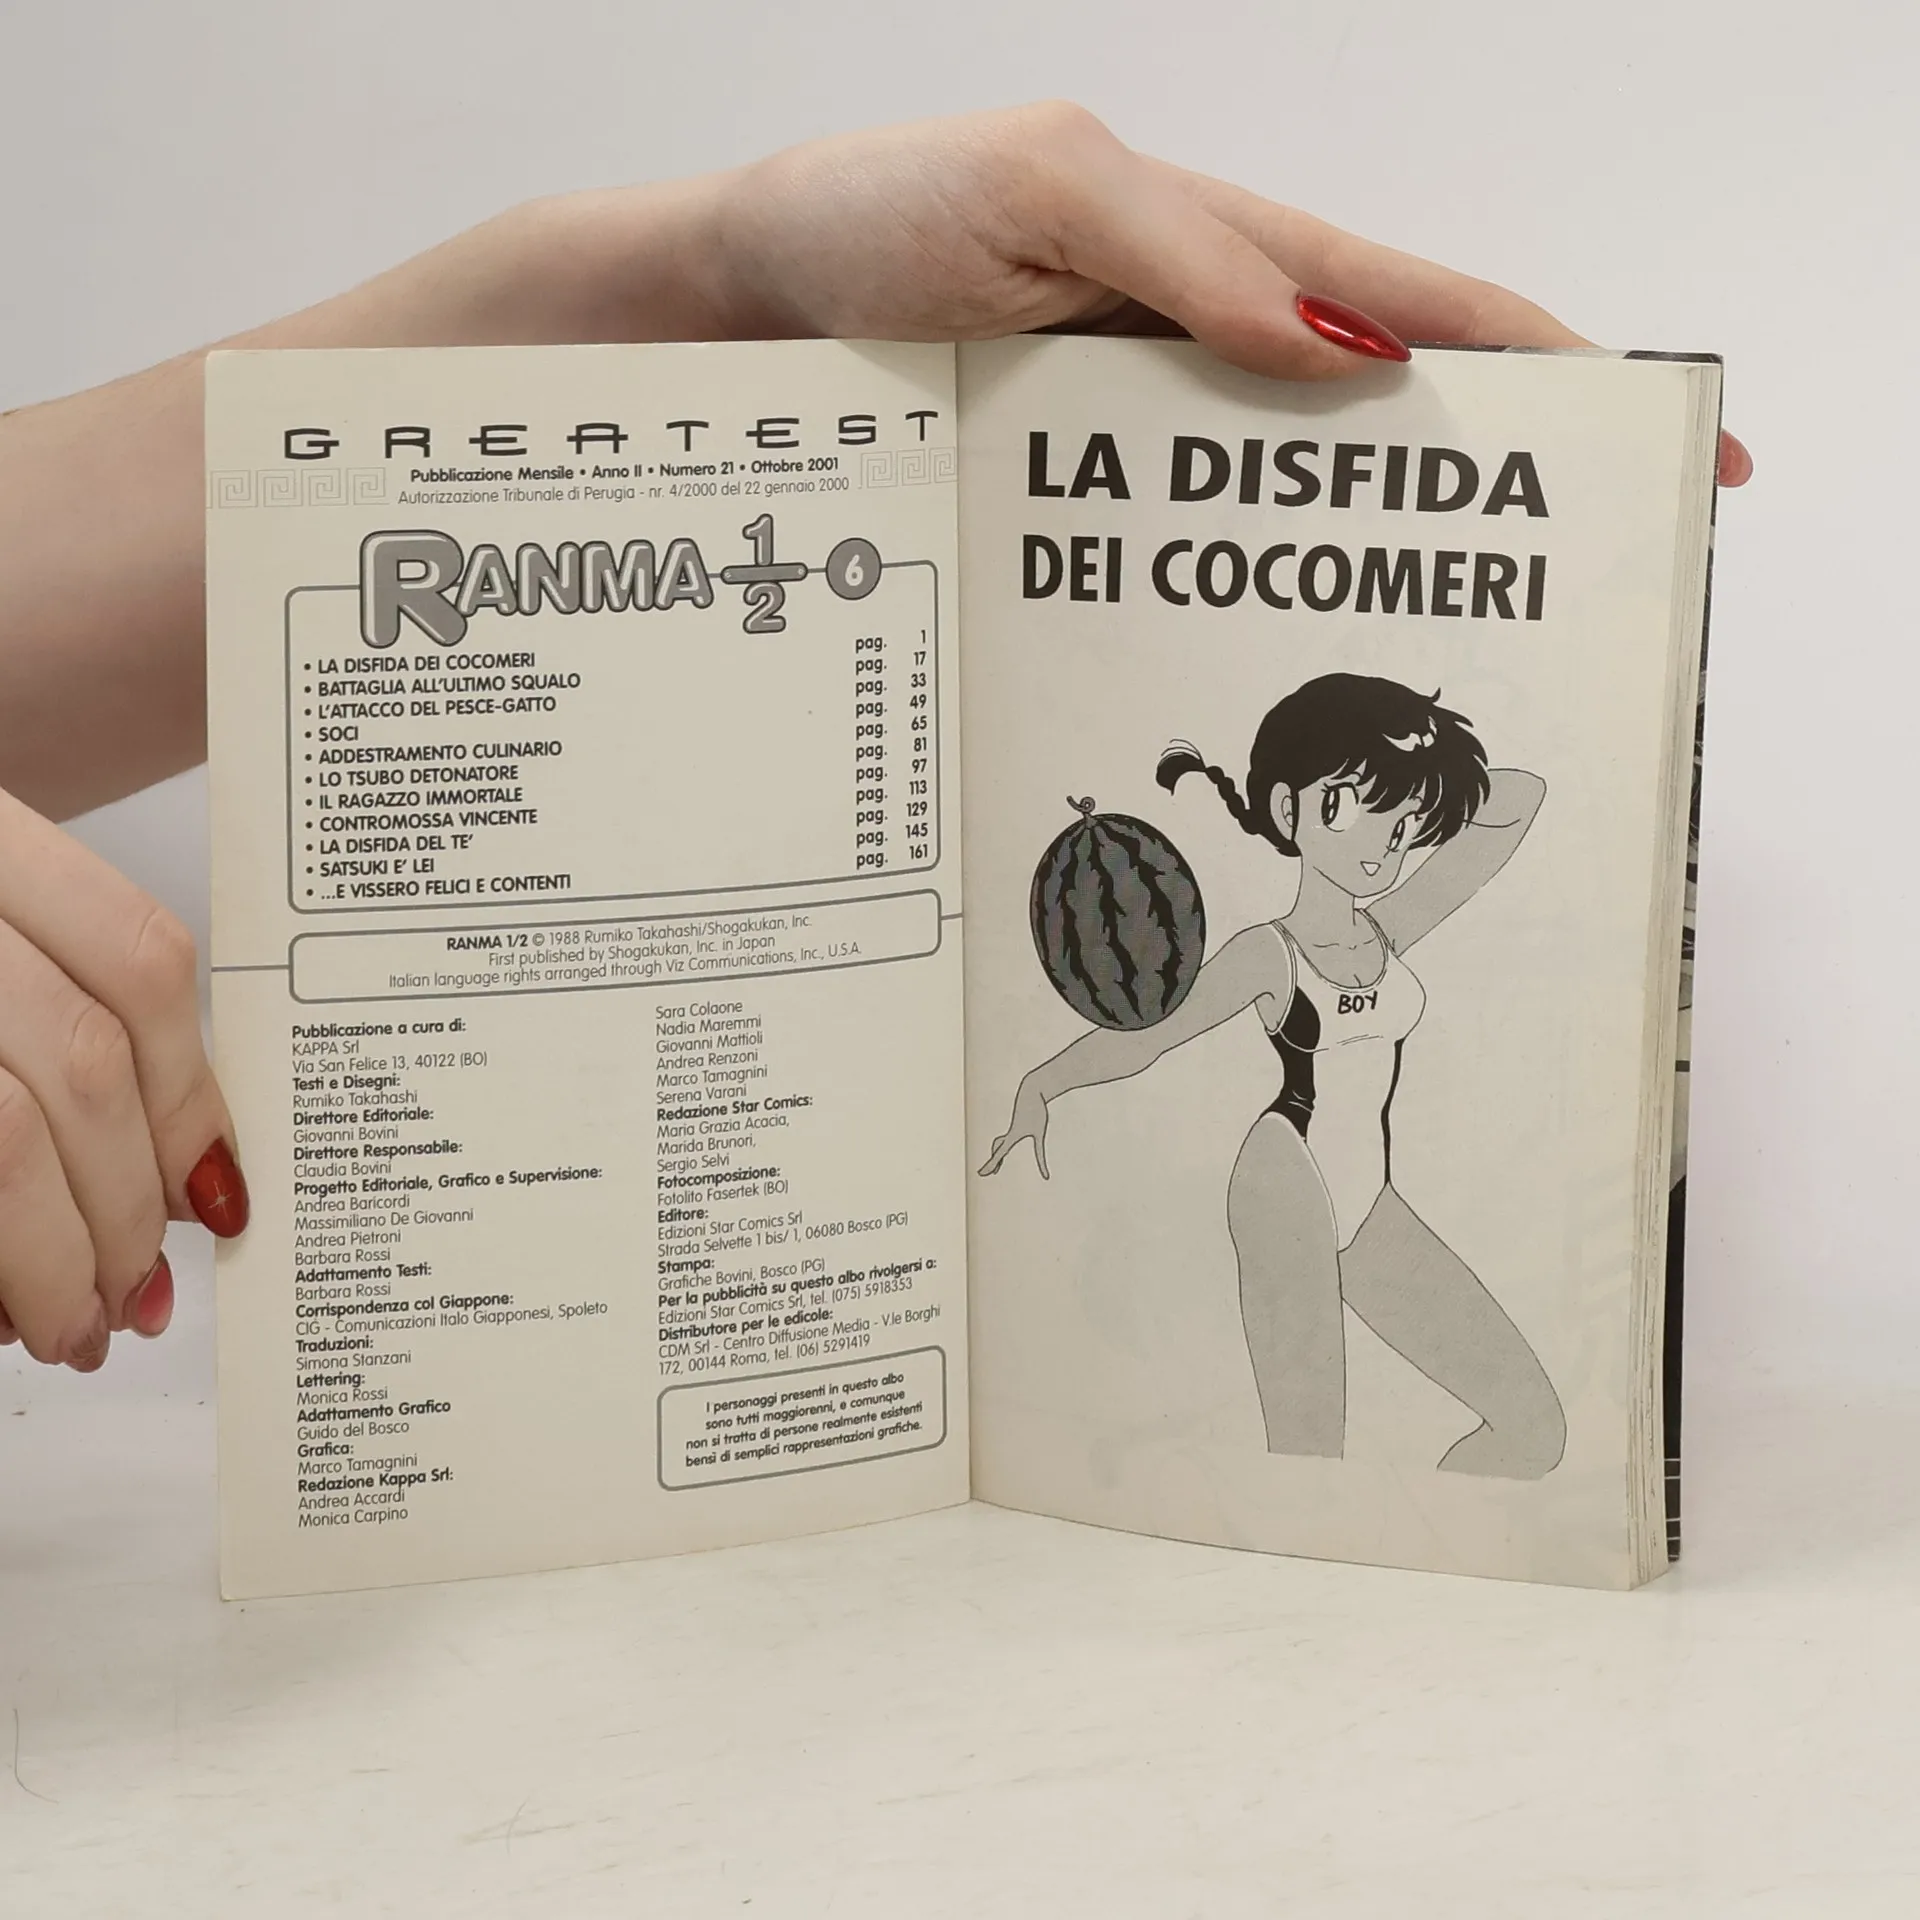 GREATEST
Pubblicazione Mensile • Anno II • Numero 21 • Ottobre 2001
Autorizzazione Tribunale di Perugia - nr. 4/2000 del 22 gennaio 2000
RANMA 1/2 6
• LA DISFIDA DEI COCOMERI pag. 1
• BATTAGLIA ALL'ULTIMO SQUALO pag. 17
• L'ATTACCO DEL PESCE-GATTO pag. 33
• SOCI pag. 49
• ADDESTRAMENTO CULINARIO pag. 65
• LO TSUBO DETONATORE pag. 81
• IL RAGAZZO IMMORTALE pag. 97
• CONTROMOSSA VINCENTE pag. 113
• LA DISFIDA DEL TE' pag. 129
• SATSUKI E' LEI pag. 145
• ...E VISSERO FELICI E CONTENTI pag. 161
RANMA 1/2 © 1988 Rumiko Takahashi/Shogakukan, Inc.
First published by Shogakukan, Inc. in Japan
Italian language rights arranged through Viz Communications, Inc., U.S.A.
Pubblicazione a cura di:
KAPPA Srl
Via San Felice 13, 40122 (BO)
Testi e Disegni:
Rumiko Takahashi
Direttore Editoriale:
Giovanni Bovini
Direttore Responsabile:
Claudia Bovini
Progetto Editoriale, Grafico e Supervisione:
Andrea Baricordi
Massimiliano De Giovanni
Andrea Pietroni
Barbara Rossi
Adattamento Testi:
Barbara Rossi
Corrispondenza col Giappone:
CIG - Comunicazioni Italo Giapponesi, Spoleto
Traduzioni:
Simona Stanzani
Lettering:
Monica Rossi
Adattamento Grafico
Guido del Bosco
Grafica:
Marco Tamagnini
Redazione Kappa Srl:
Andrea Accardi
Monica Carpino
Sara Colaone
Nadia Maremmi
Giovanni Mattioli
Andrea Renzoni
Marco Tamagnini
Serena Varani
Redazione Star Comics:
Maria Grazia Acacia,
Marida Brunori,
Sergio Selvi
Fotocomposizione:
Fotolito Fasertek (BO)
Editore:
Edizioni Star Comics Srl
Strada Selvette 1 bis/ 1, 06080 Bosco (PG)
Stampa:
Grafiche Bovini, Bosco (PG)
Per la pubblicità su questo albo rivolgersi a:
Edizioni Star Comics Srl, tel. (075) 5918353
Distributore per le edicole:
CDM Srl - Centro Diffusione Media - V.le Borghi
172, 00144 Roma, tel. (06) 5291419
I personaggi presenti in questo albo
sono tutti maggiorenni, e comunque
non si tratta di persone realmente esistenti
bensì di semplici rappresentazioni grafiche.
LA DISFIDA
DEI COCOMERI
BOY